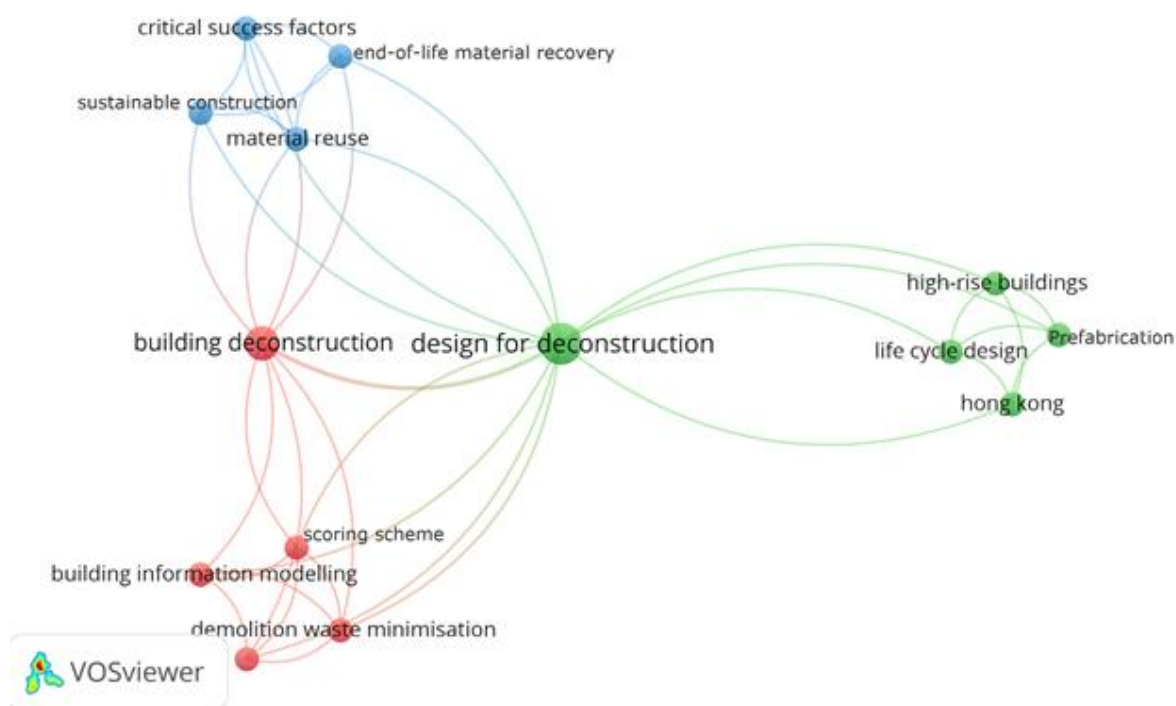 critical success factors
end-of-life material recovery
sustainable construction
material reuse
high-rise buildings
building deconstruction
design for deconstruction
life cycle design
Prefabrication
hong kong
scoring scheme
building information modelling
demolition waste minimisation
VOSviewer